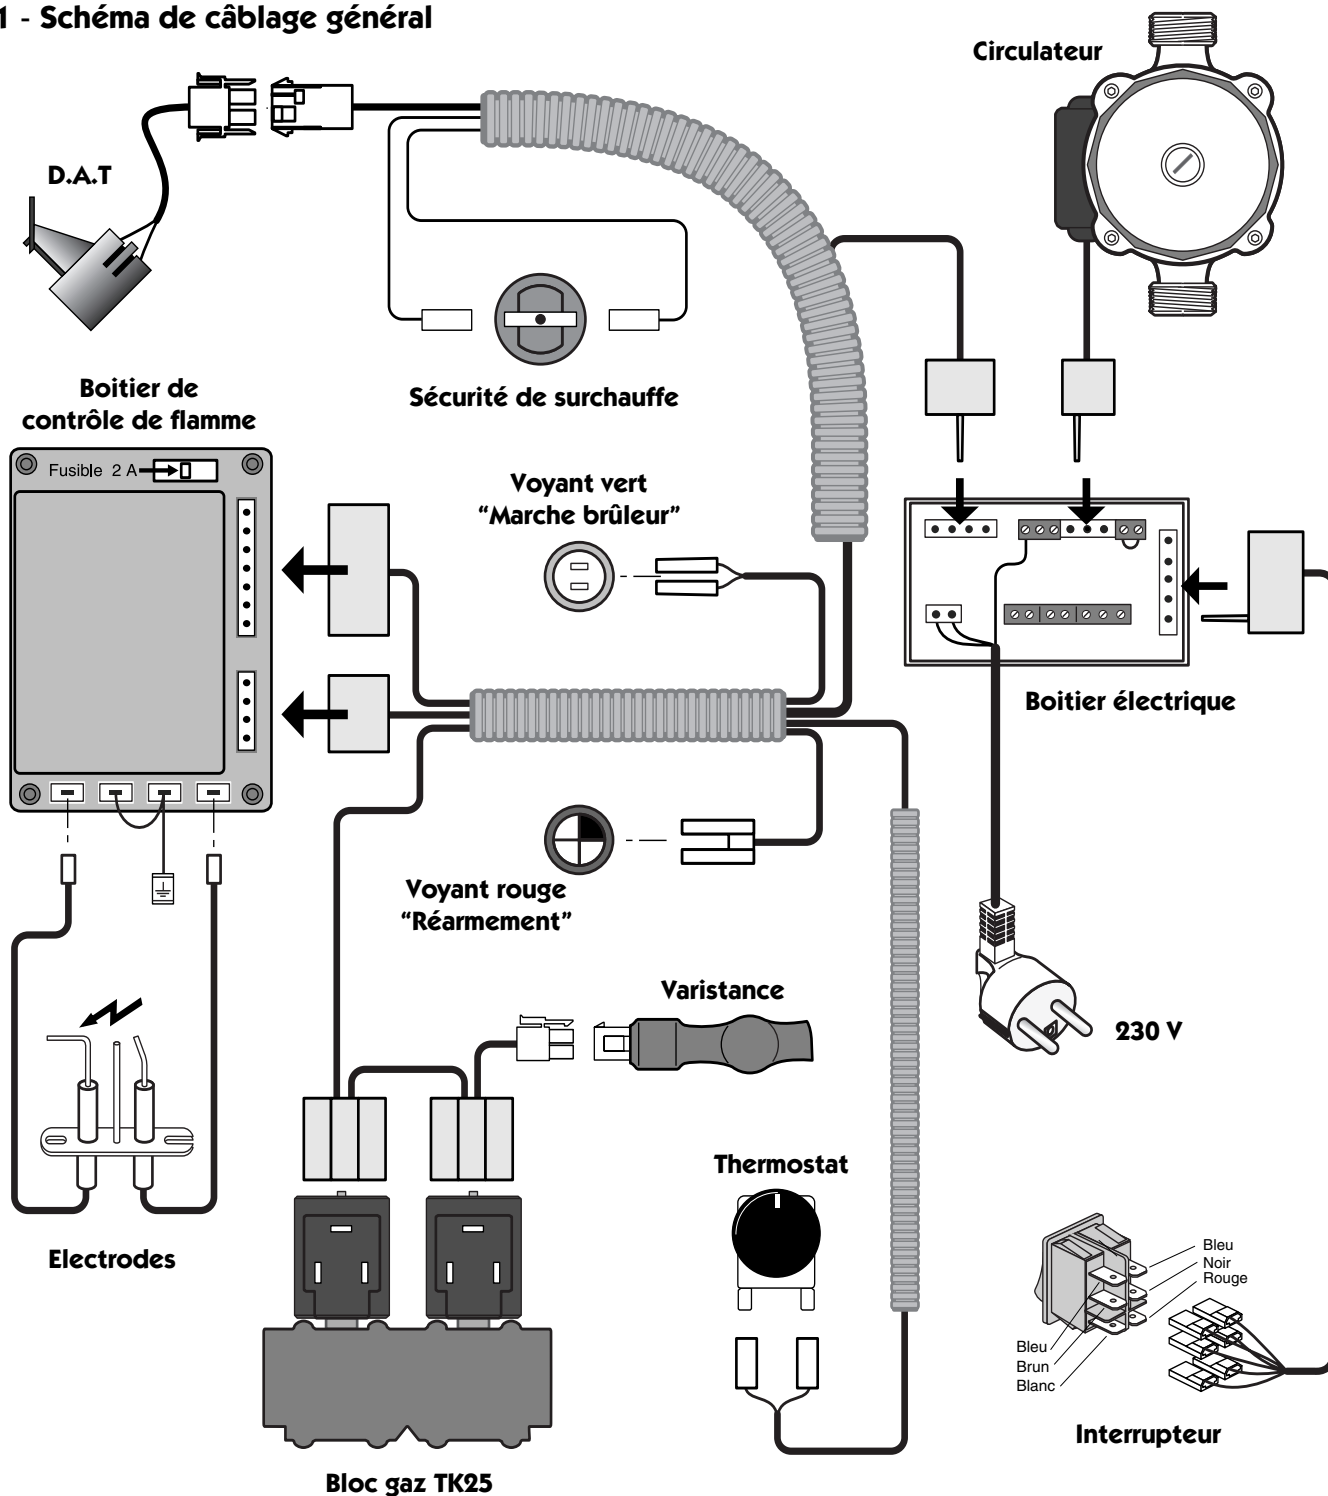 1 - Schéma de câblage général
Circulateur
D.A.T
Sécurité de surchauffe
Boitier de
contrôle de flamme
Fusible 2 A
Voyant vert
“Marche brûleur”
Boitier électrique
Voyant rouge
“Réarmement”
Varistance
230 V
Thermostat
Electrodes
Bleu
Noir
Rouge
Bleu
Brun
Blanc
Interrupteur
Bloc gaz TK25